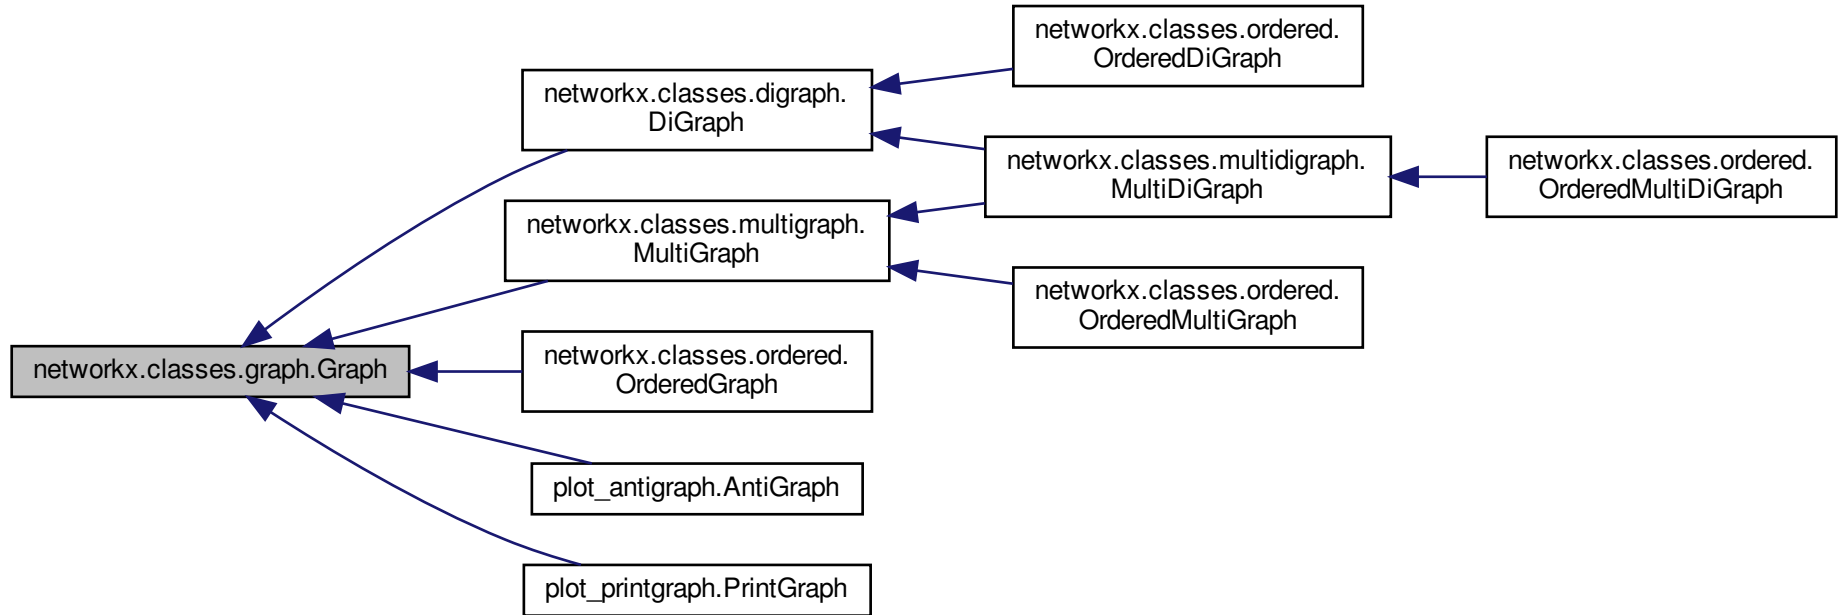 networkx.classes.ordered.
OrderedDiGraph
networkx.classes.digraph.
DiGraph
networkx.classes.multidigraph.
MultiDiGraph
networkx.classes.ordered.
OrderedMultiDiGraph
networkx.classes.multigraph.
MultiGraph
networkx.classes.ordered.
OrderedMultiGraph
networkx.classes.graph.Graph
networkx.classes.ordered.
OrderedGraph
plot_antigraph.AntiGraph
plot_printgraph.PrintGraph